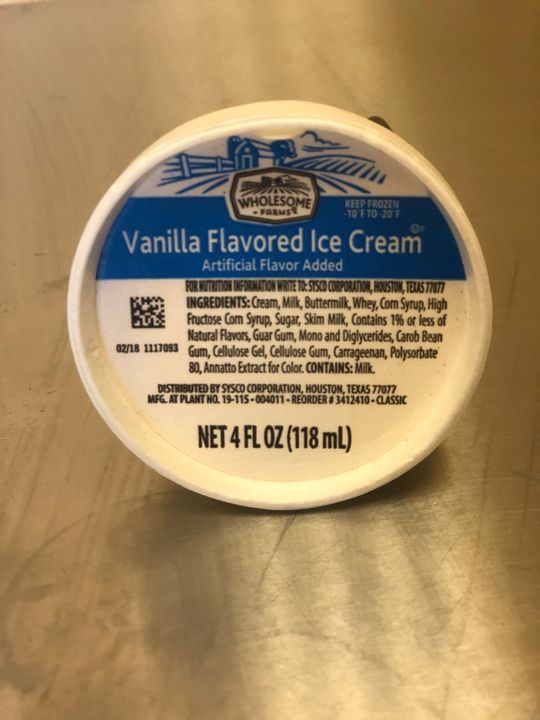 WHOLESOME
FARMS
KEEP FROZEN
-10°F TO -20°F
Vanilla Flavored Ice Cream
Artificial Flavor Added
FOR NUTRITION INFORMATION WRITE TO: SYSCO CORPORATION, HOUSTON, TEXAS 77077
INGREDIENTS: Cream, Milk, Buttermilk, Whey, Corn Syrup, High
Fructose Corn Syrup, Sugar, Skim Milk, Contains 1% or less of
Natural Flavors, Guar Gum, Mono and Diglycerides, Carob Bean
Gum, Cellulose Gel, Cellulose Gum, Carrageenan, Polysorbate
80, Annatto Extract for Color. CONTAINS: Milk.
02/18 1117093
DISTRIBUTED BY SYSCO CORPORATION, HOUSTON, TEXAS 77077
MFG. AT PLANT NO. 19-115 • 004011 • REORDER # 3412410 • CLASSIC
NET 4 FL OZ (118 mL)